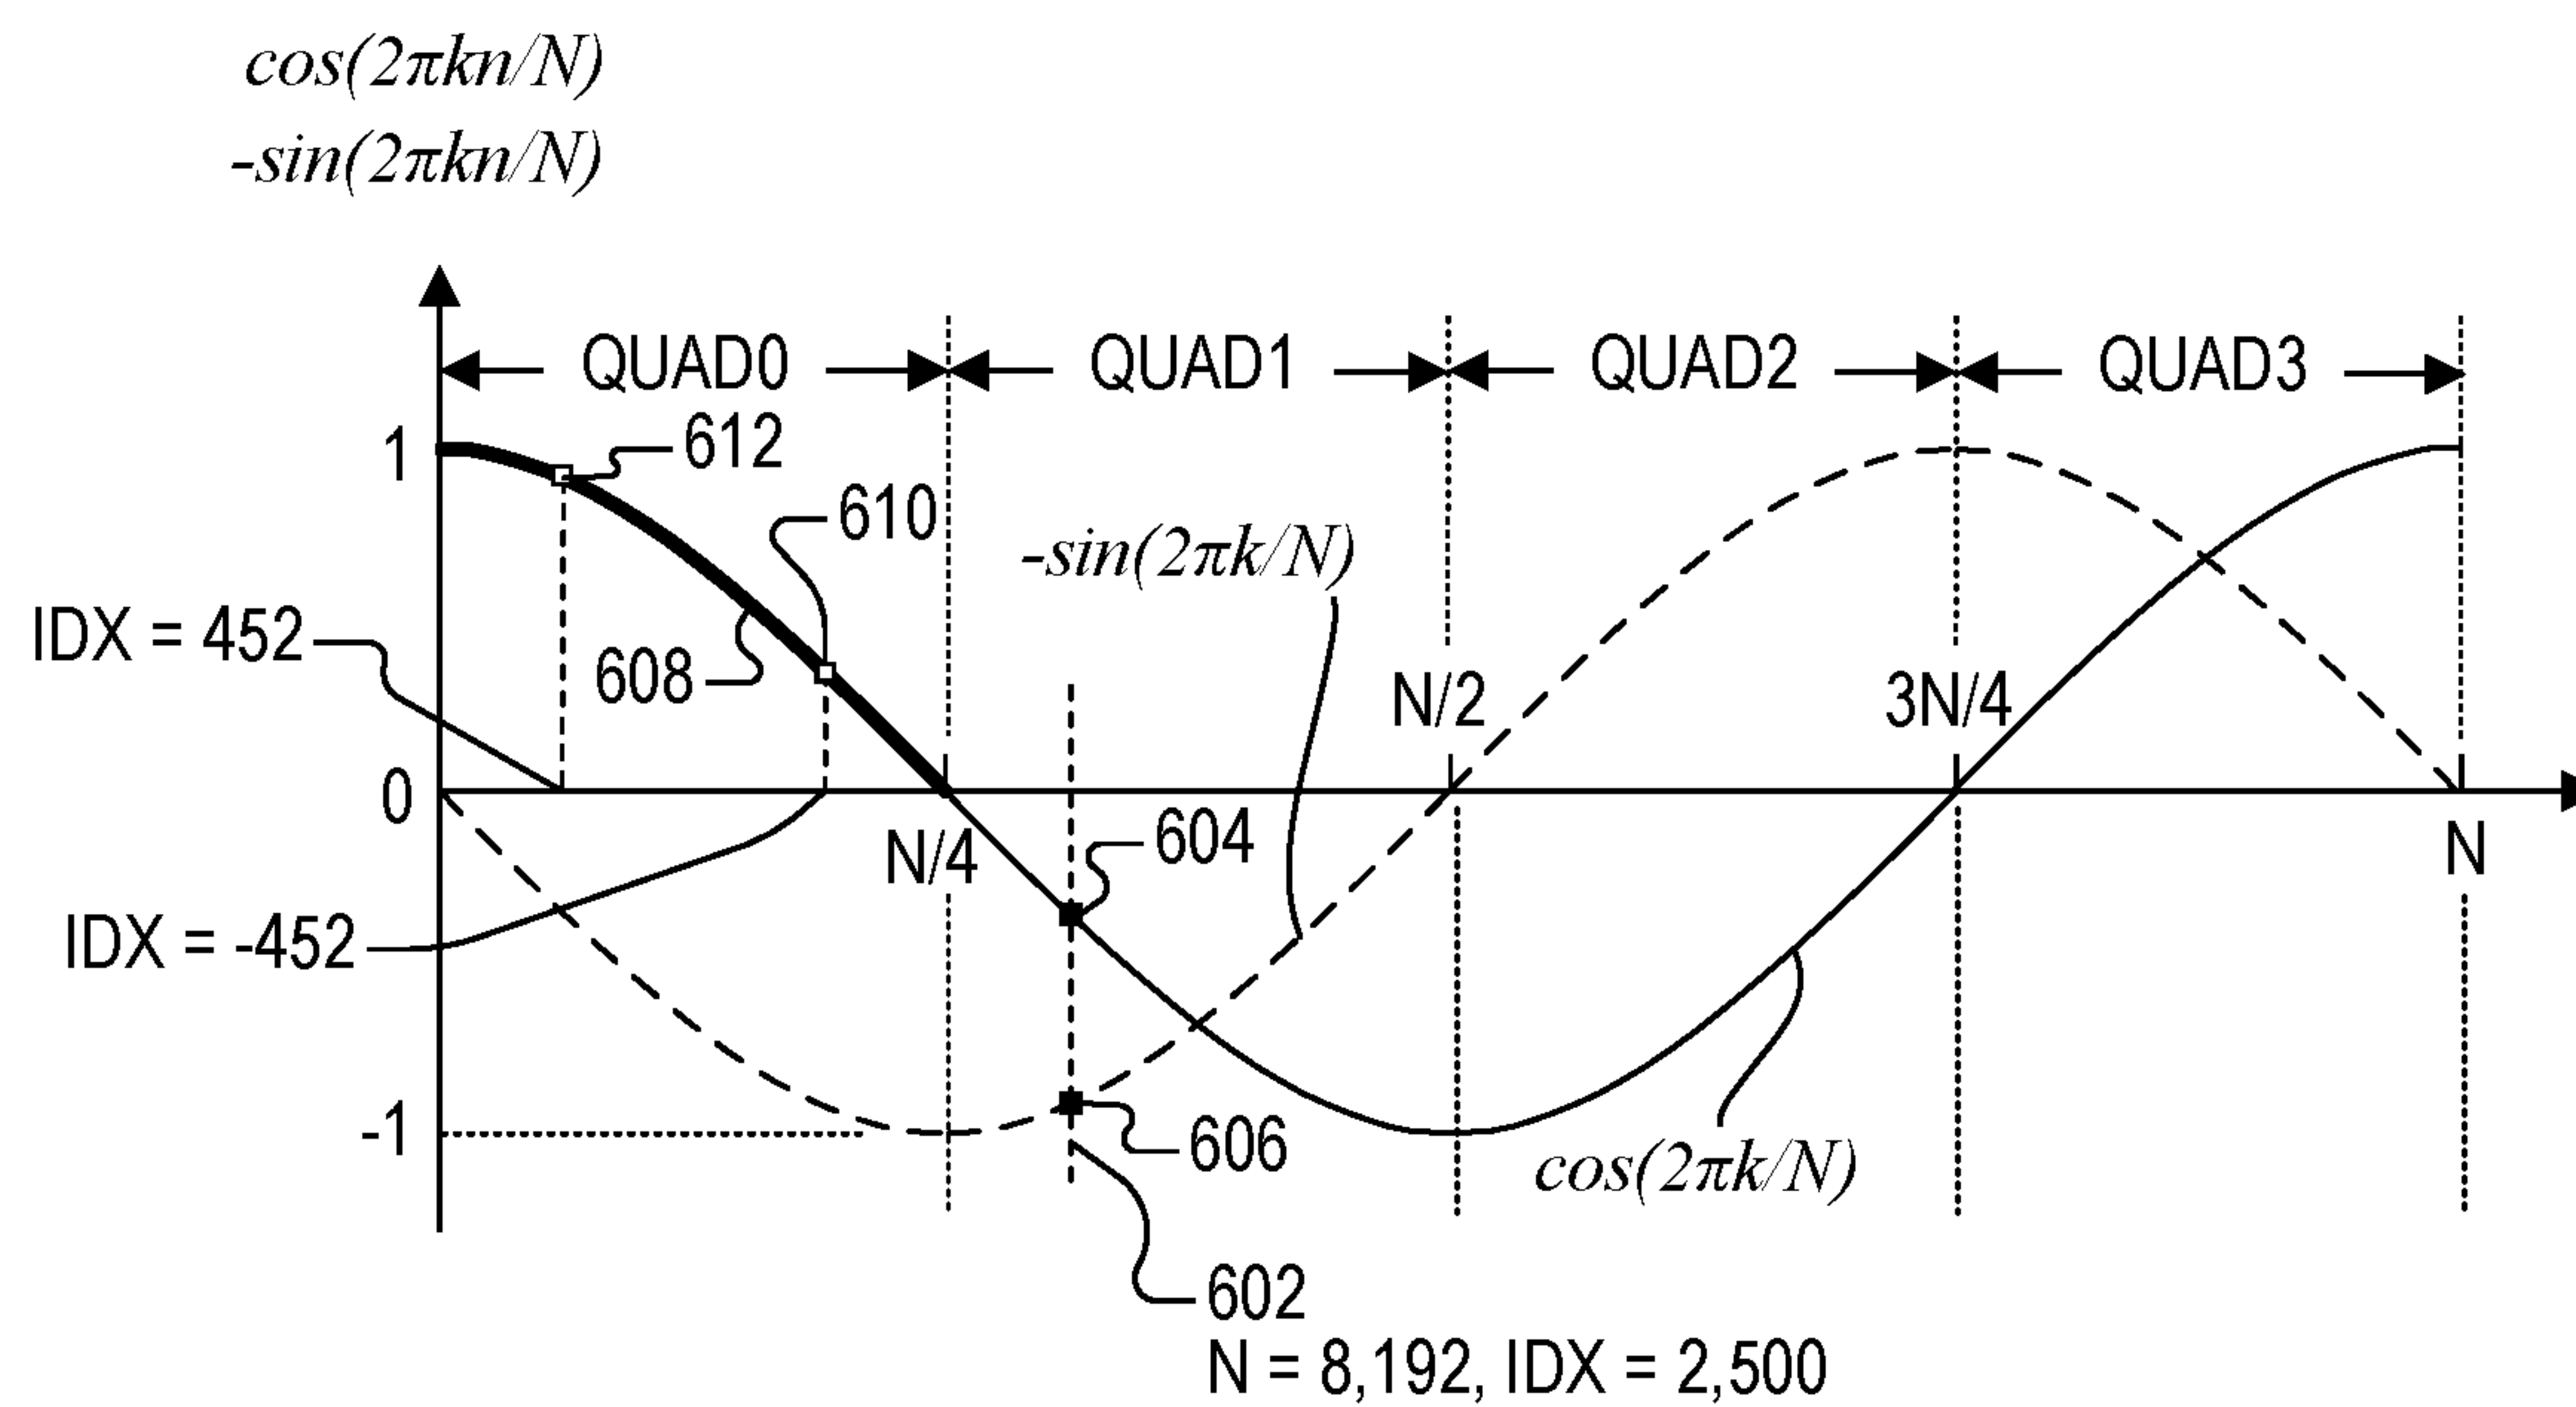 cos(2πkn/N)
-sin(2πkn/N)
QUAD0 QUAD1 QUAD2 QUAD3
1
612
610
-sin(2πk/N)
IDX = 452
608
N/2
3N/4
0
604
N/4
N
IDX = -452
-1
606
cos(2πk/N)
602
N = 8,192, IDX = 2,500